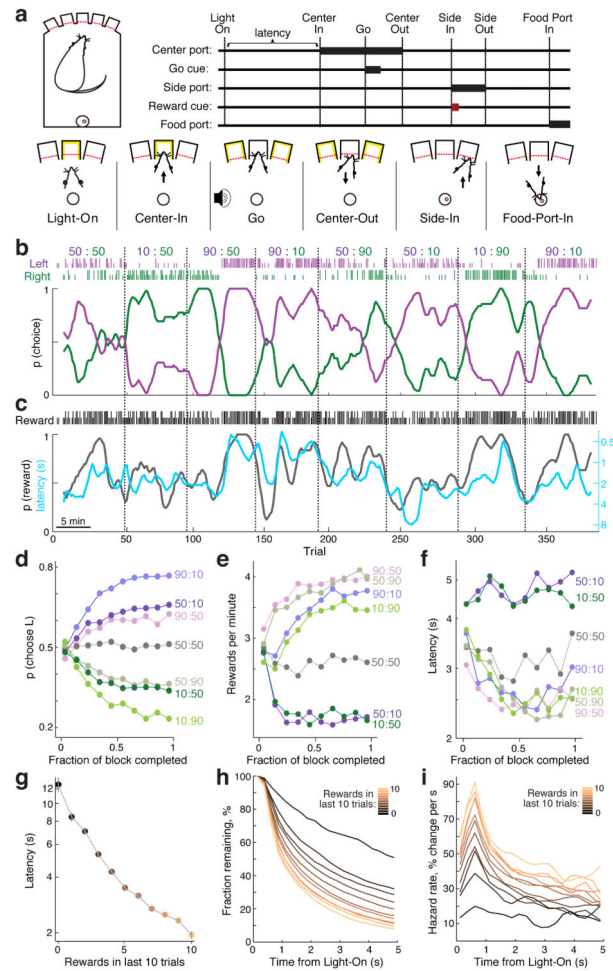 a
Light On
Center In
Go
Center Out
Side In
Side Out
Food Port In
latency
Center port:
Go cue:
Side port:
Reward cue:
Food port:
Light-On
Center-In
Go
Center-Out
Side-In
Food-Port-In
b
50 : 50
10 : 50
90 : 50
90 : 10
50 : 90
50 : 10
10 : 90
90 : 10
Left
Right
p (choice)
1
0
c
Reward
p (reward)
latency (s)
1
0
0.5
1
2
4
8
5 min
0 50 100 150 200 250 300 350
Trial
d
p (choose L)
0.8
0.5
0.2
90:10
50:10
90:50
50:50
50:90
10:50
10:90
0 0.5 1
Fraction of block completed
e
Rewards per minute
4
3
2
90:50
50:90
90:10
10:90
50:50
50:10
10:50
0 0.5 1
Fraction of block completed
f
Latency (s)
5
4
3
2
50:10
10:50
50:50
90:10
10:90
50:90
90:50
0 0.5 1
Fraction of block completed
g
Latency (s)
12
8
6
4
2
0 5 10
Rewards in last 10 trials
h
Fraction remaining, %
100
80
60
40
20
0
Rewards in
last 10 trials:
10
0
0 1 2 3 4 5
Time from Light-On (s)
i
Hazard rate, % change per s
90
70
50
30
10
Rewards in
last 10 trials:
10
0
0 1 2 3 4 5
Time from Light-On (s)